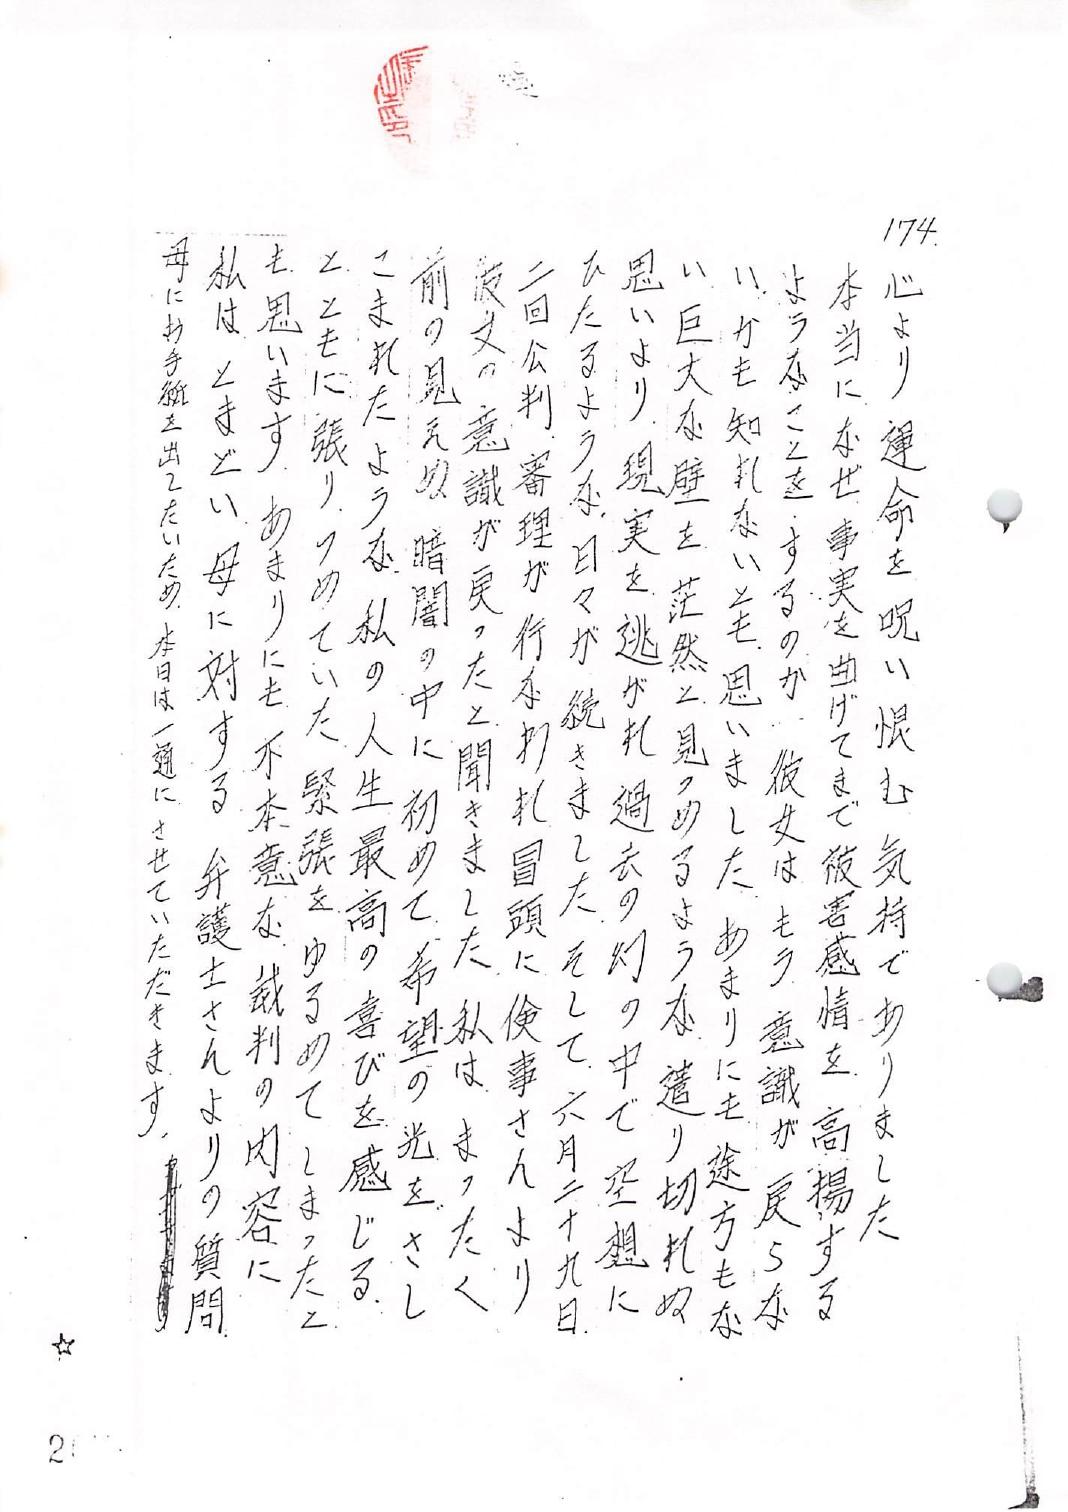 174.
心より運命を呪い恨む気持でありました
本当になぜ事実を曲げてまで彼害感情を高揚する
ようなことをするのか 彼女はもう意識が戻らな
いかも知れないとも思いました あまりにも途方もな
い巨大な壁を茫然と見つめるような遣り切れぬ
思いより現実を逃がれ過去の幻の中で空想に
ひたるような日々が続きました そして六月二十九日
二回公判審理が行なわれ冒頭に倹事さんより
彼女の意識が戻ったと聞きました 私はまったく
前の見えぬ暗闇の中に初めて希望の光をさし
こまれたような私の人生最高の喜びを感じる
とともに張りつめていた緊張をゆるめてしまったと
も思います あまりにも不本意な裁判の内容に
私はとまどい母に対する 弁護士さんよりの質問
母にお手紙を出してたいため、本日は一通にさせていただきます。
☆
2